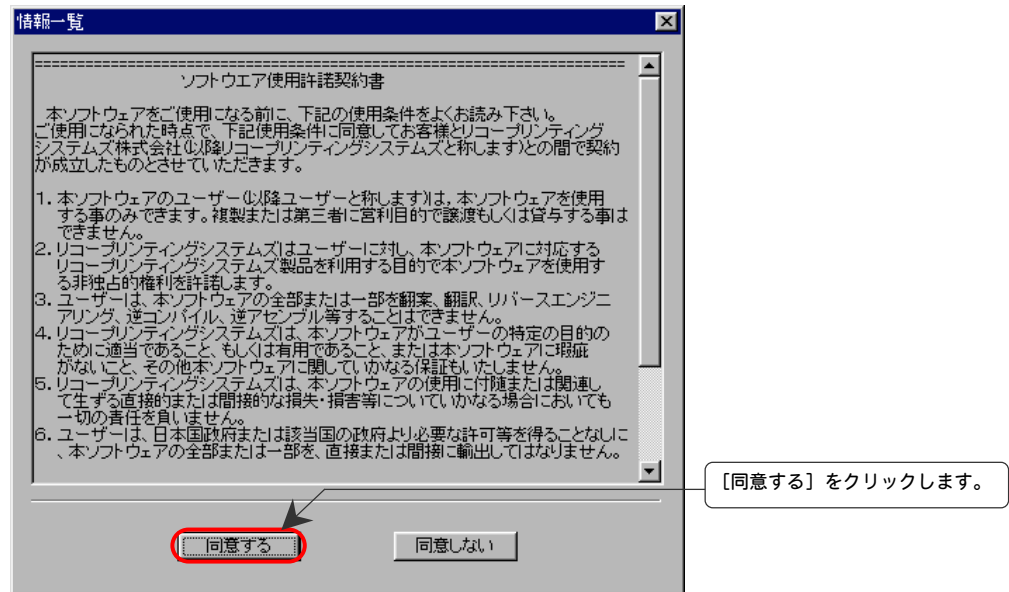 情報一覧
======================================================================
ソフトウエア使用許諾契約書
本ソフトウェアをご使用になる前に、下記の使用条件をよくお読み下さい。
ご使用になられた時点で、下記使用条件に同意してお客様とリコープリンティング
システムズ株式会社(以降リコープリンティングシステムズと称します)との間で契約
が成立したものとさせていただきます。
1. 本ソフトウェアのユーザー(以降ユーザーと称します)は，本ソフトウェアを使用
する事のみできます。複製または第三者に営利目的で譲渡もしくは貸与する事は
できません。
2. リコープリンティングシステムズはユーザーに対し、本ソフトウェアに対応する
リコープリンティングシステムズ製品を利用する目的で本ソフトウェアを使用す
る非独占的権利を許諾します。
3. ユーザーは、本ソフトウェアの全部または一部を翻案、翻訳、リバースエンジニ
アリング、逆コンパイル、逆アセンブル等することはできません。
4. リコープリンティングシステムズは、本ソフトウェアがユーザーの特定の目的の
ために適当であること、もしくは有用であること、または本ソフトウェアに瑕疵
がないこと、その他本ソフトウェアに関していかなる保証もいたしません。
5. リコープリンティングシステムズは、本ソフトウェアの使用に付随または関連し
て生ずる直接的または間接的な損失・損害等についていかなる場合においても
一切の責任を負いません。
6. ユーザーは、日本国政府または該当国の政府より必要な許可等を得ることなしに
、本ソフトウェアの全部または一部を、直接または間接に輸出してはなりません。
［同意する］をクリックします。
同意する
同意しない